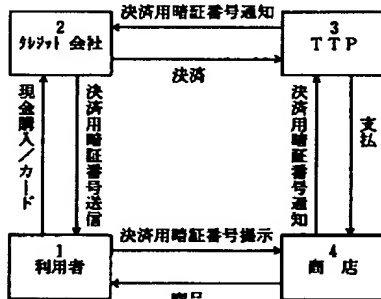 決済用暗証番号通知
2
クレジット会社
3
TTP
決済
現金購入/カード
決済用暗証番号送信
決済用暗証番号通知
支払
決済用暗証番号提示
1
利用者
4
商店
商品